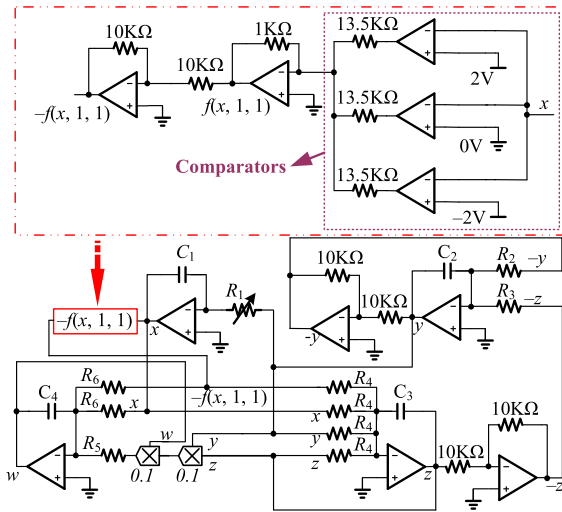 10KΩ
1KΩ
13.5KΩ
10KΩ
2V
−f(x, 1, 1)
f(x, 1, 1)
13.5KΩ
x
0V
Comparators
13.5KΩ
−2V
C1
C2
R2
−y
10KΩ
R1
R3
−z
10KΩ
−f(x, 1, 1)
x
-y
y
C4
R6
−f(x, 1, 1)
R4
C3
R6
x
x
R4
10KΩ
w
y
R4
R5
z
z
R4
10KΩ
w
0.1
0.1
z
−z